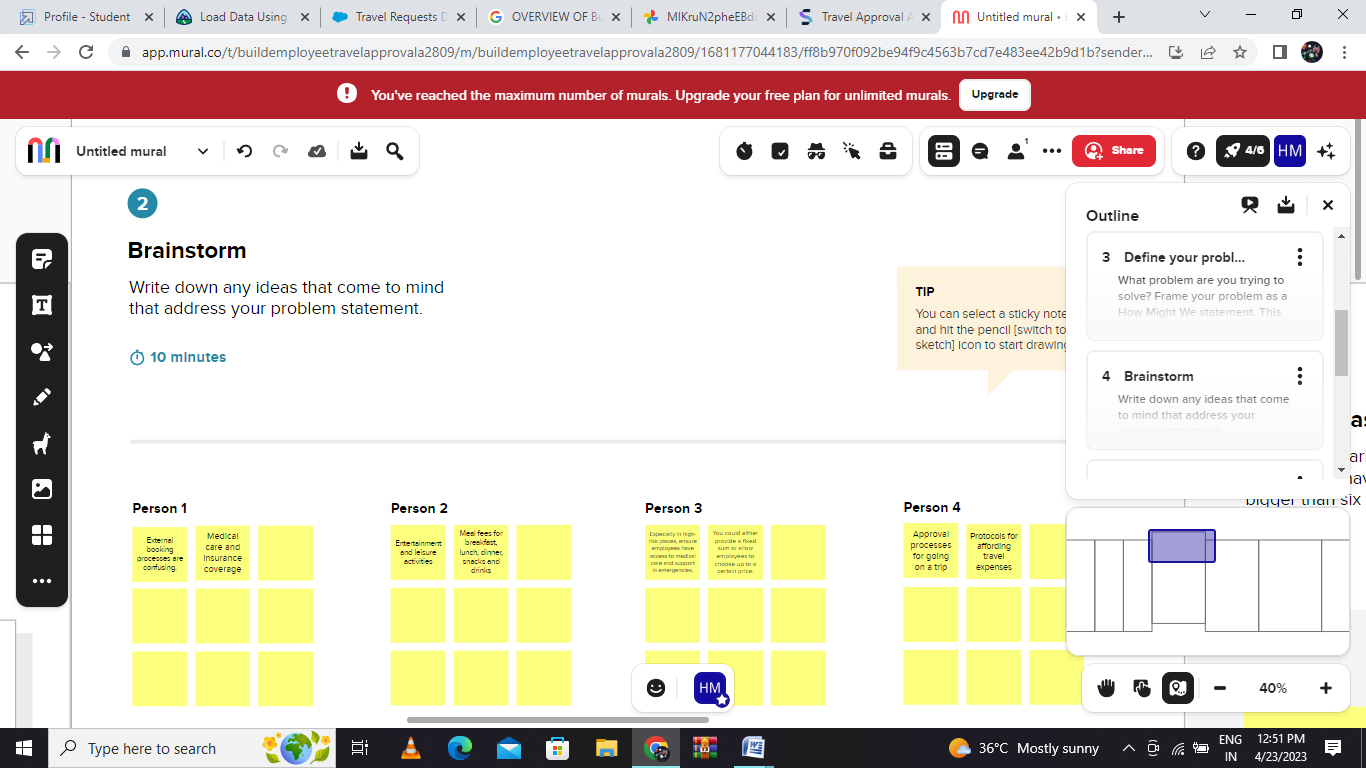 Profile - Student
Load Data Using
Travel Requests D
OVERVIEW OF Bu
MIKruN2pheEBd
Travel Approval A
Untitled mural •
app.mural.co/t/buildemployeetravelapprovala2809/m/buildemployeetravelapprovala2809/1681177044183/ff8b970f092be94f9c4563b7cd7e483ee42b9d1b?sender...
You've reached the maximum number of murals. Upgrade your free plan for unlimited murals.
Upgrade
Untitled mural
1
Share
4/6
HM
2
Brainstorm
Write down any ideas that come to mind
that address your problem statement.
10 minutes
TIP
You can select a sticky note
and hit the pencil [switch to
sketch] icon to start drawing
Outline
3 Define your probl...
What problem are you trying to
solve? Frame your problem as a
How Might We statement. This
4 Brainstorm
Write down any ideas that come
to mind that address your
problem statement.
bigger than six
Person 1
External
booking
processes are
confusing.
Medical
care and
insurance
coverage
Person 2
Entertainment
and leisure
activities
Meal fees for
breakfast,
lunch, dinner,
snacks and
drinks
Person 3
Especially in high-
risk places, ensure
employees have
access to medical
care and support
in emergencies.
You could either
provide a fixed
sum or allow
employees to
choose up to a
certain price.
Person 4
Approval
processes
for going
on a trip
Protocols for
affording
travel
expenses
HM
40%
Type here to search
36°C Mostly sunny
ENG
IN
12:51 PM
4/23/2023